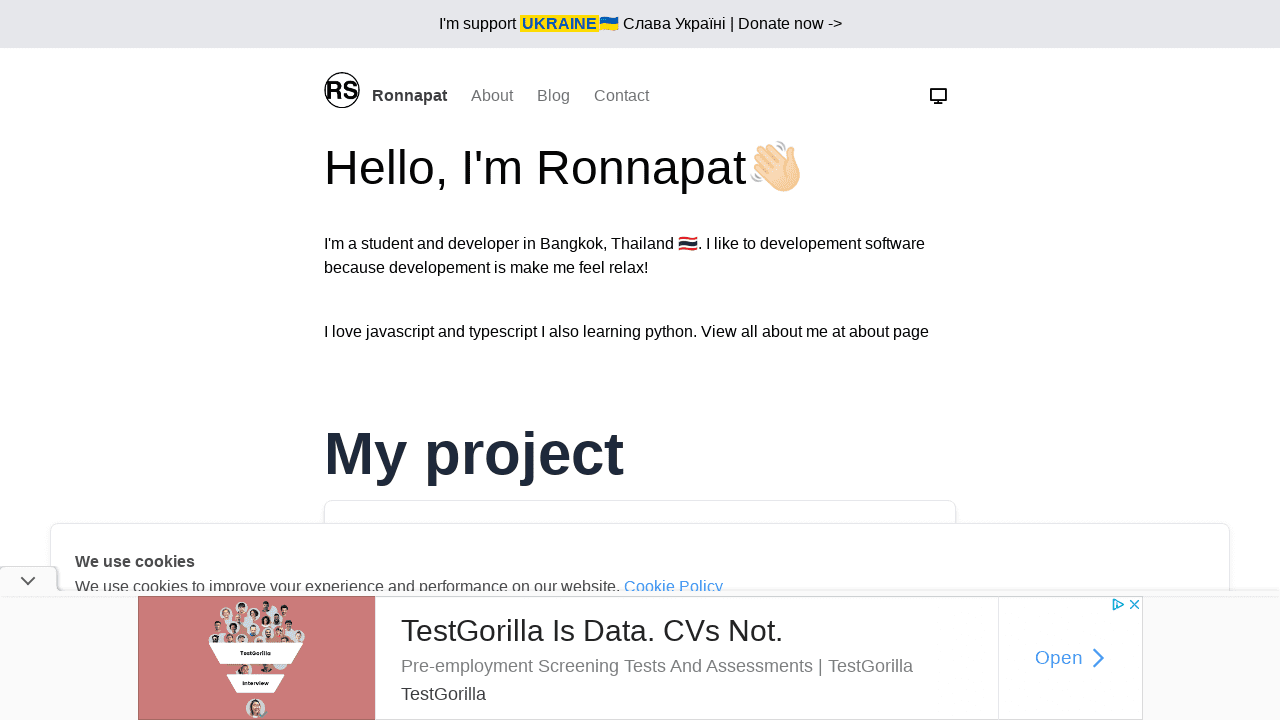 I'm support UKRAINE🇺🇦 Слава Україні | Donate now ->
RS Ronnapat About Blog Contact
Hello, I'm Ronnapat👋🏻
I'm a student and developer in Bangkok, Thailand 🇹🇭. I like to developement software
because developement is make me feel relax!
I love javascript and typescript I also learning python. View all about me at about page
My project
We use cookies
We use cookies to improve your experience and performance on our website. Cookie Policy
TestGorilla
Interview
TestGorilla Is Data. CVs Not.
Pre-employment Screening Tests And Assessments | TestGorilla
TestGorilla
Open